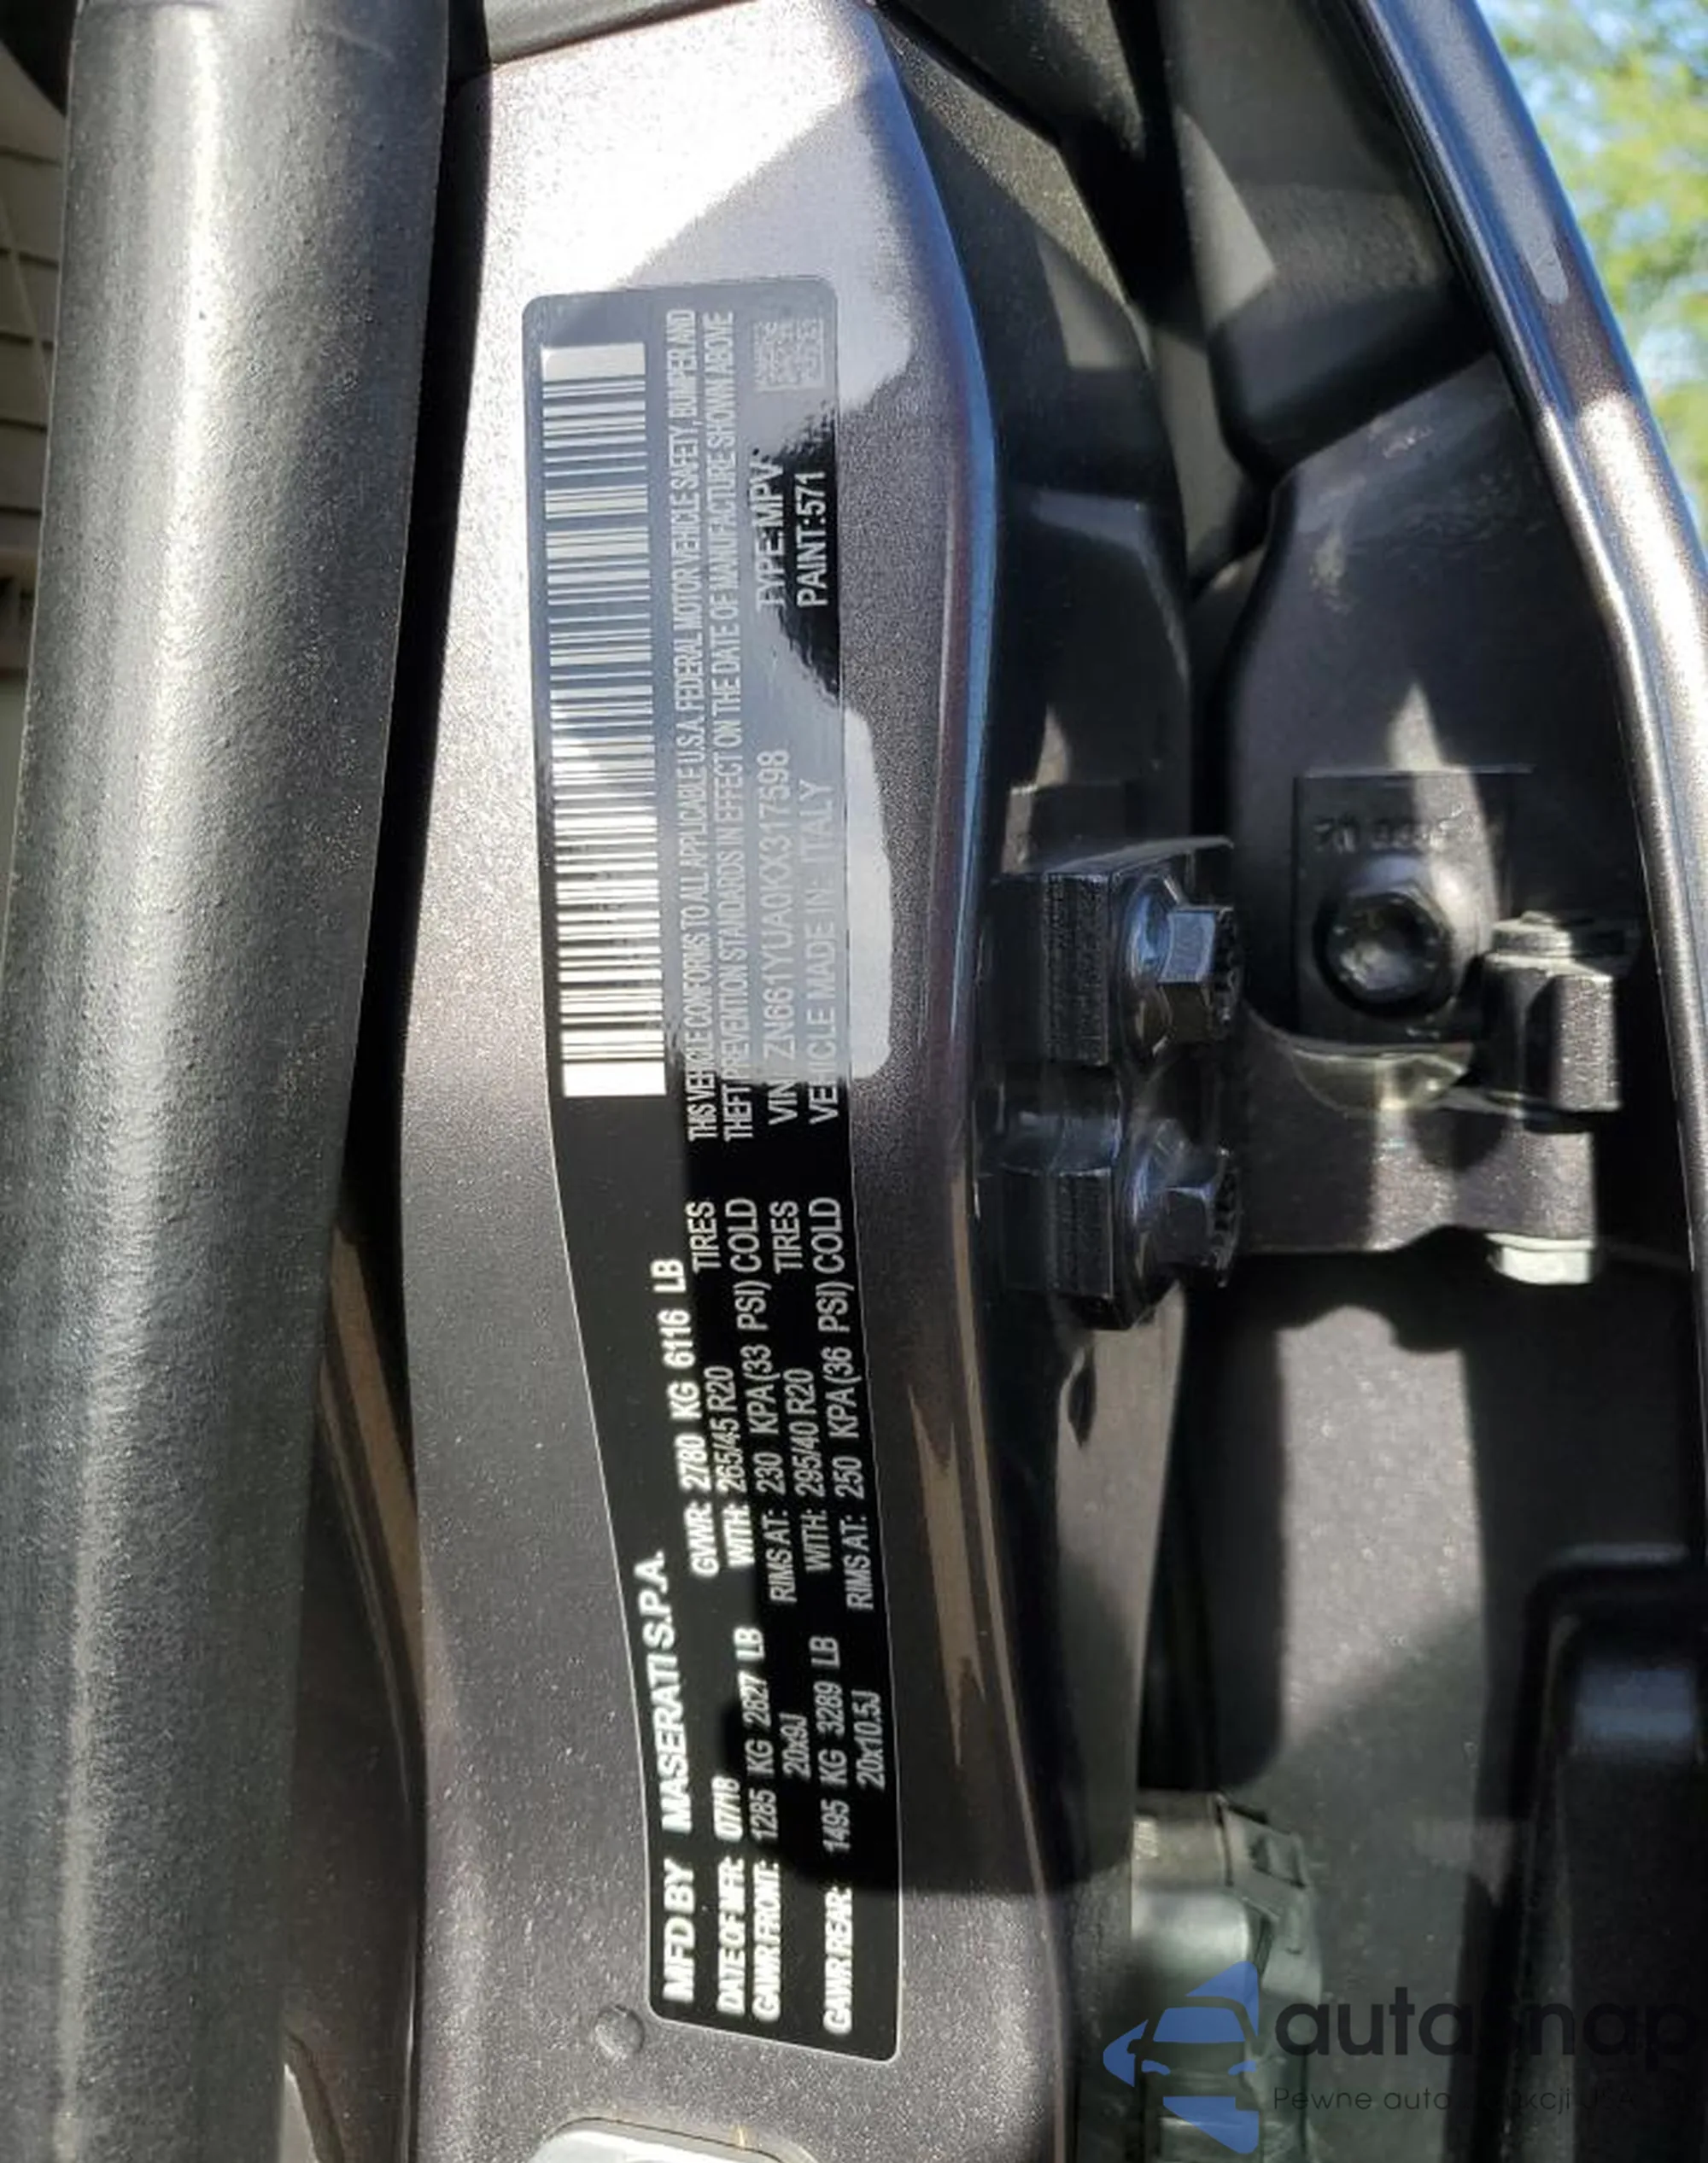 MFD BY MASERATI S.P.A.
DATE OF MFR: 07/18 GVWR: 2780 KG 6116 LB
GAWR FRONT: 1285 KG 2827 LB WITH: 265/45 R20 TIRES
20x9J RIMS AT: 230 KPA(33 PSI) COLD
GAWR REAR: 1495 KG 3289 LB WITH: 295/40 R20 TIRES
20x10.5J RIMS AT: 250 KPA(36 PSI) COLD
THIS VEHICLE CONFORMS TO ALL APPLICABLE U.S.A. FEDERAL MOTOR VEHICLE SAFETY, BUMPER AND
THEFT PREVENTION STANDARDS IN EFFECT ON THE DATE OF MANUFACTURE SHOWN ABOVE
VIN: ZN661YUA0KX317598 TYPE:MPV
VEHICLE MADE IN: ITALY PAINT:571
Pewne auto